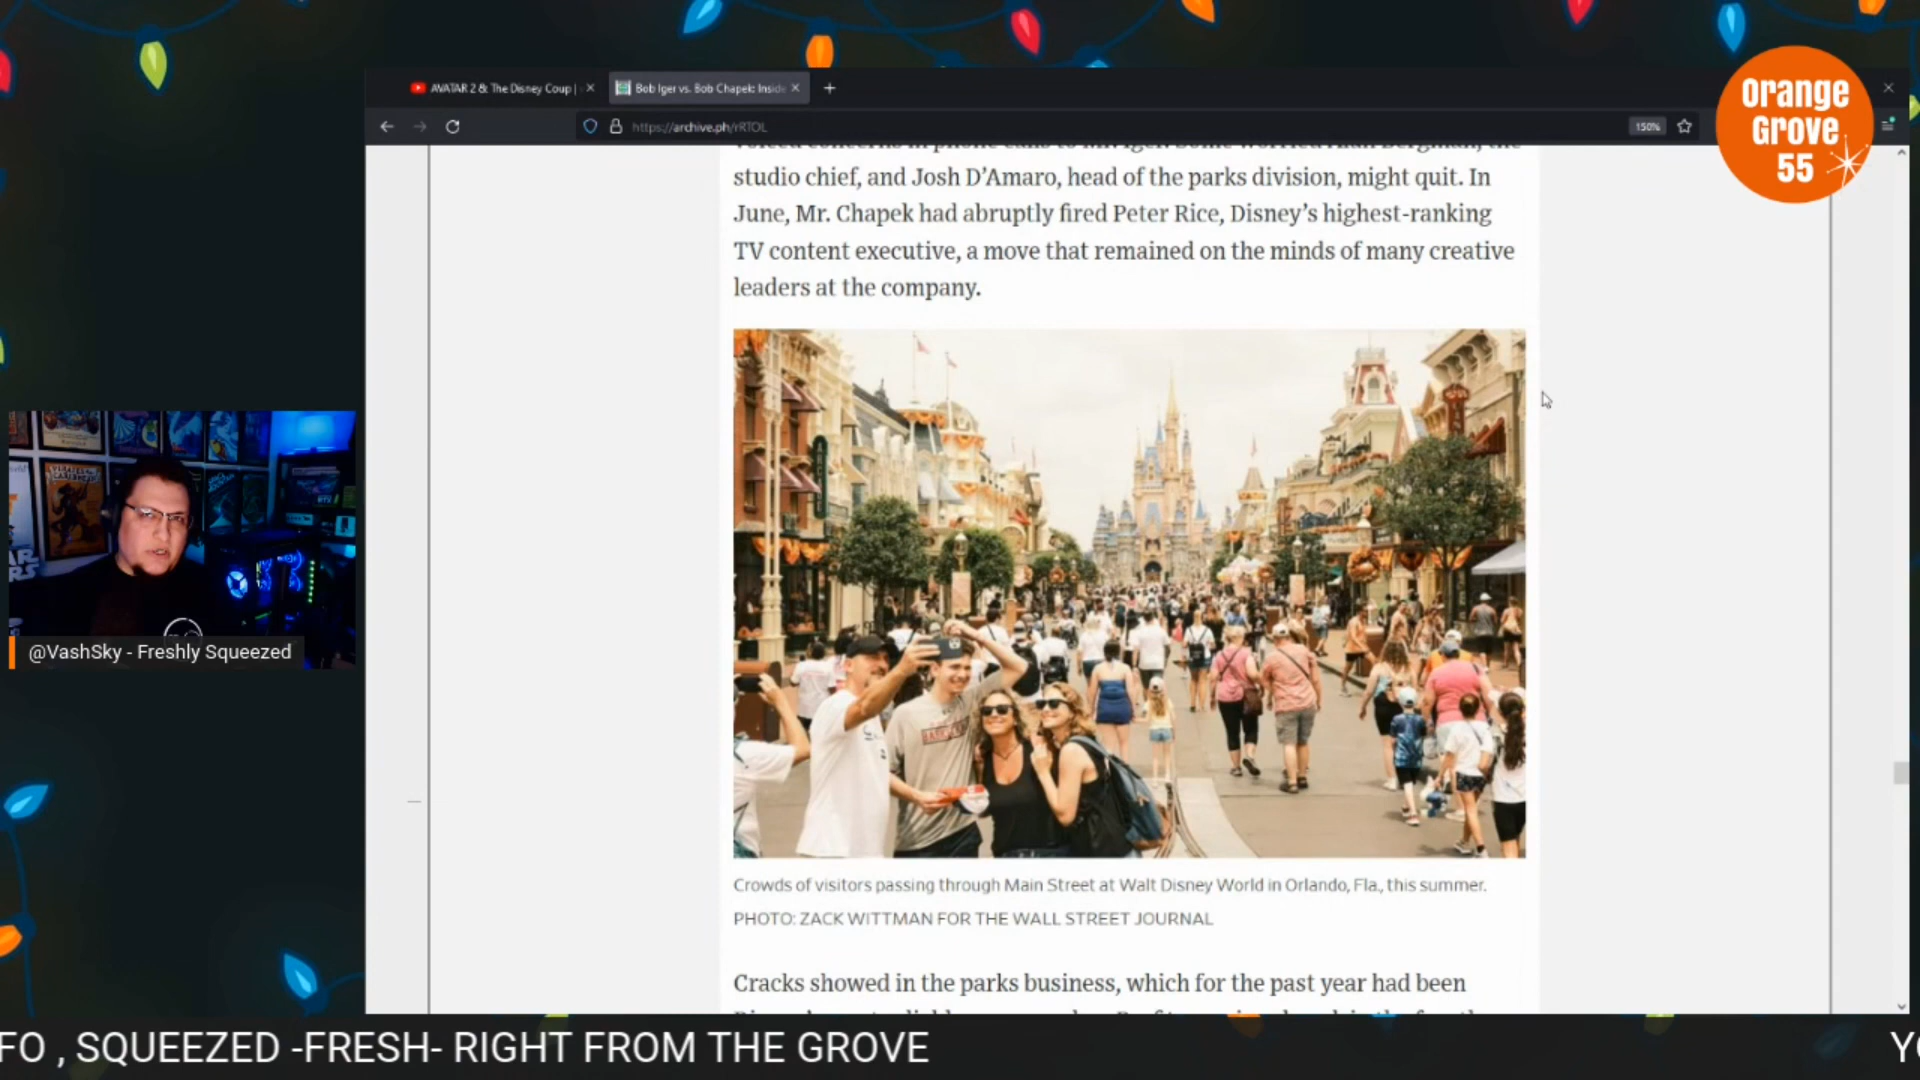 AVATAR 2 & The Disney Coup |
Bob Iger vs. Bob Chapek: Inside
https://archive.ph/rRTOL
150%
Orange
Grove
55
studio chief, and Josh D’Amaro, head of the parks division, might quit. In
June, Mr. Chapek had abruptly fired Peter Rice, Disney’s highest-ranking
TV content executive, a move that remained on the minds of many creative
leaders at the company.
@VashSky - Freshly Squeezed
Crowds of visitors passing through Main Street at Walt Disney World in Orlando, Fla., this summer.
PHOTO: ZACK WITTMAN FOR THE WALL STREET JOURNAL
Cracks showed in the parks business, which for the past year had been
FO , SQUEEZED -FRESH- RIGHT FROM THE GROVE